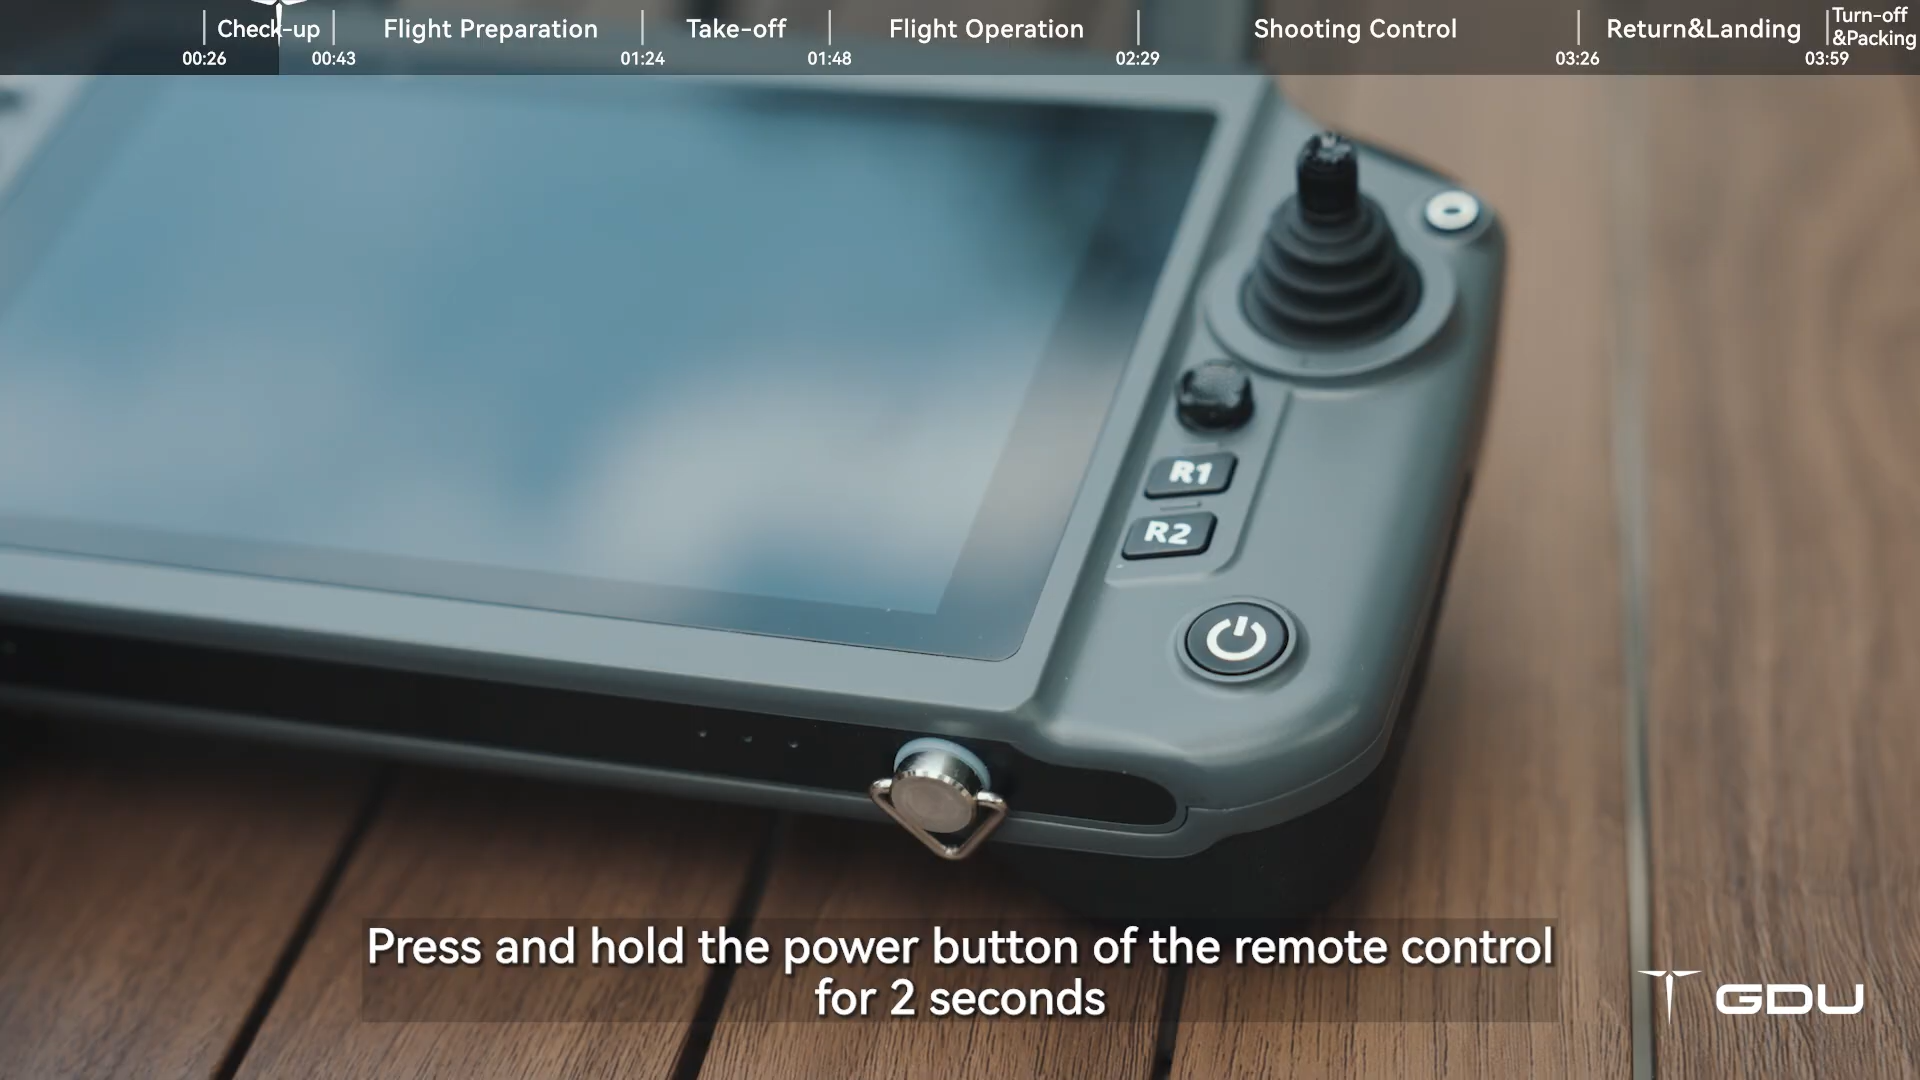 Check-up
Flight Preparation
Take-off
Flight Operation
Shooting Control
Return&Landing
Turn-off
&Packing
00:26
00:43
01:24
01:48
02:29
03:26
03:59
R1
R2
Press and hold the power button of the remote control
for 2 seconds
GDU